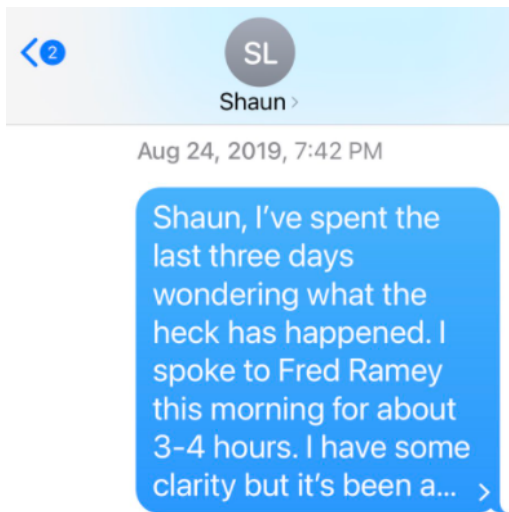 2
SL
Shaun
Aug 24, 2019, 7:42 PM
Shaun, I've spent the
last three days
wondering what the
heck has happened. I
spoke to Fred Ramey
this morning for about
3-4 hours. I have some
clarity but it's been a...